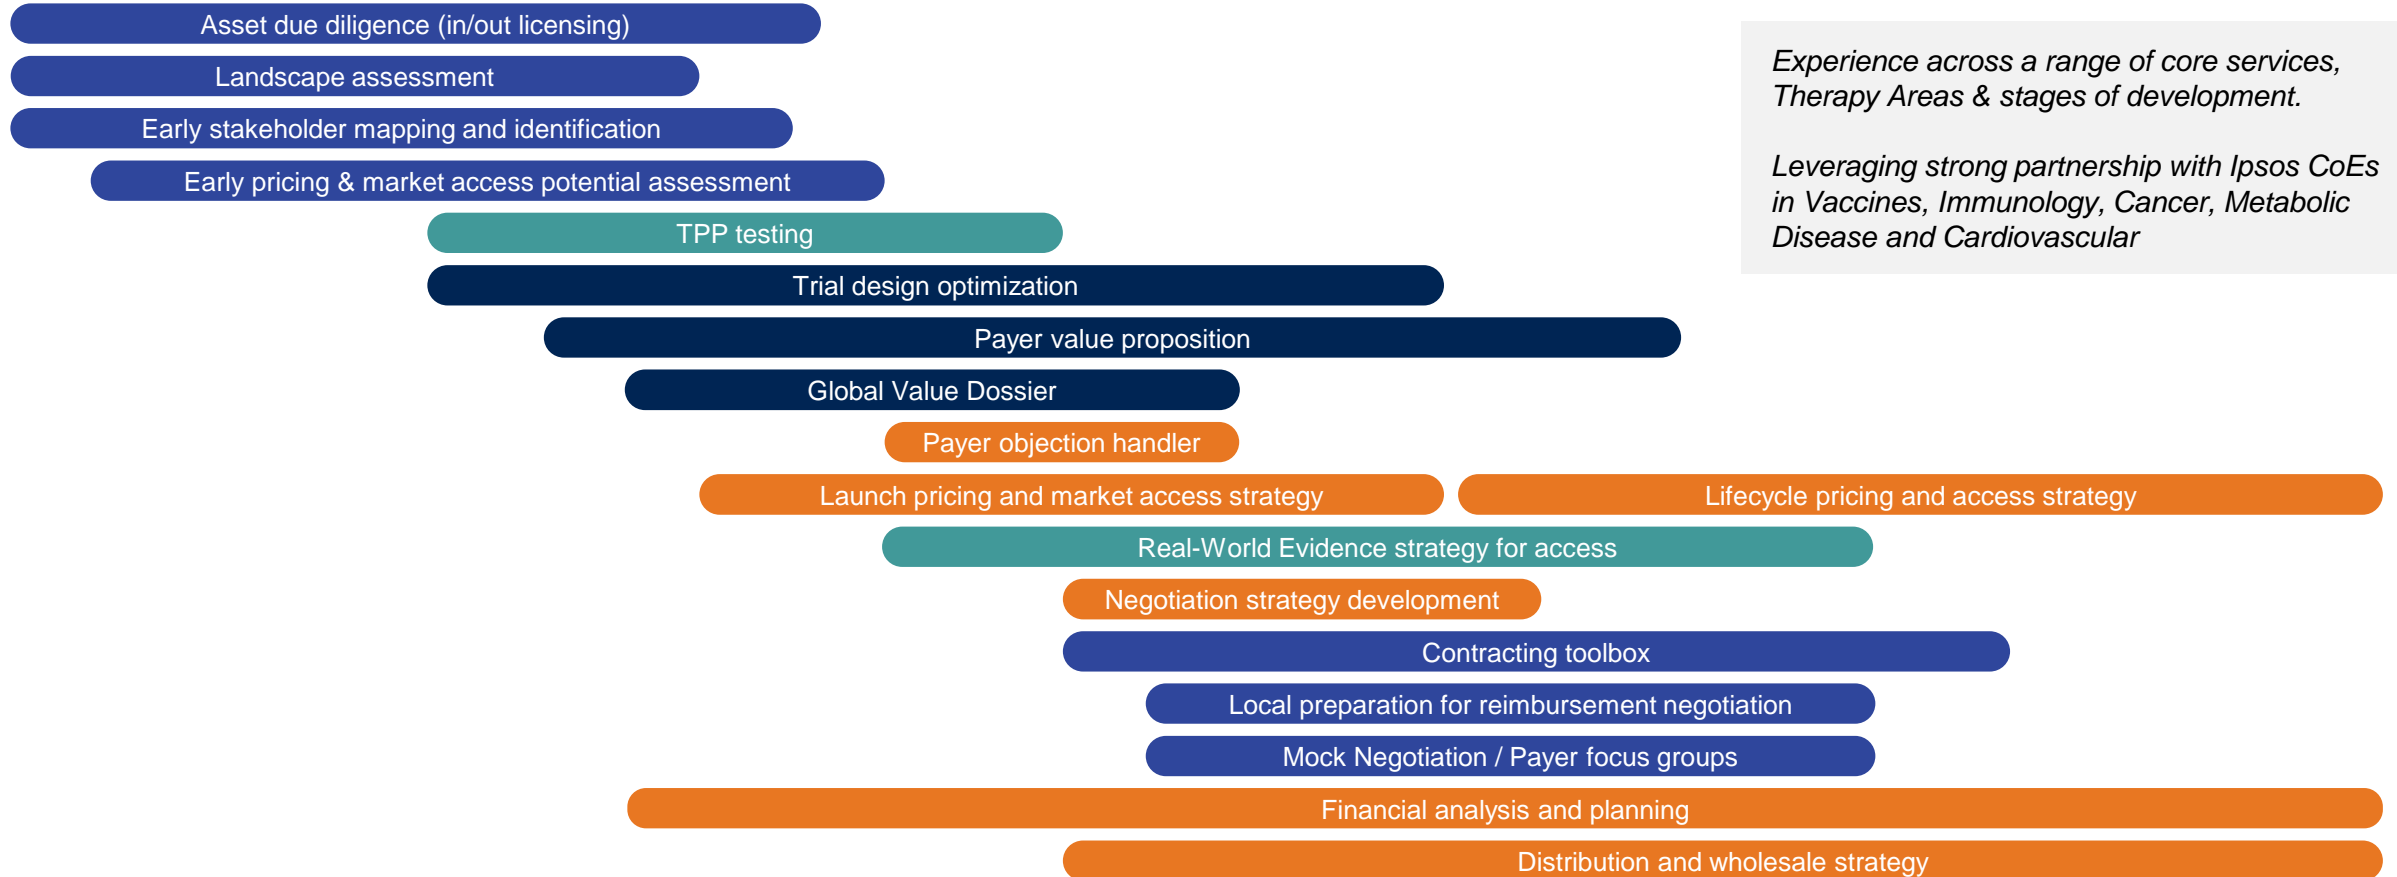 Asset due diligence (in/out licensing)
Landscape assessment
Early stakeholder mapping and identification
Early pricing & market access potential assessment
TPP testing
Trial design optimization
Payer value proposition
Global Value Dossier
Payer objection handler
Launch pricing and market access strategy
Lifecycle pricing and access strategy
Real-World Evidence strategy for access
Negotiation strategy development
Contracting toolbox
Local preparation for reimbursement negotiation
Mock Negotiation / Payer focus groups
Financial analysis and planning
Distribution and wholesale strategy
Experience across a range of core services,
Therapy Areas & stages of development.
Leveraging strong partnership with Ipsos CoEs
in Vaccines, Immunology, Cancer, Metabolic
Disease and Cardiovascular